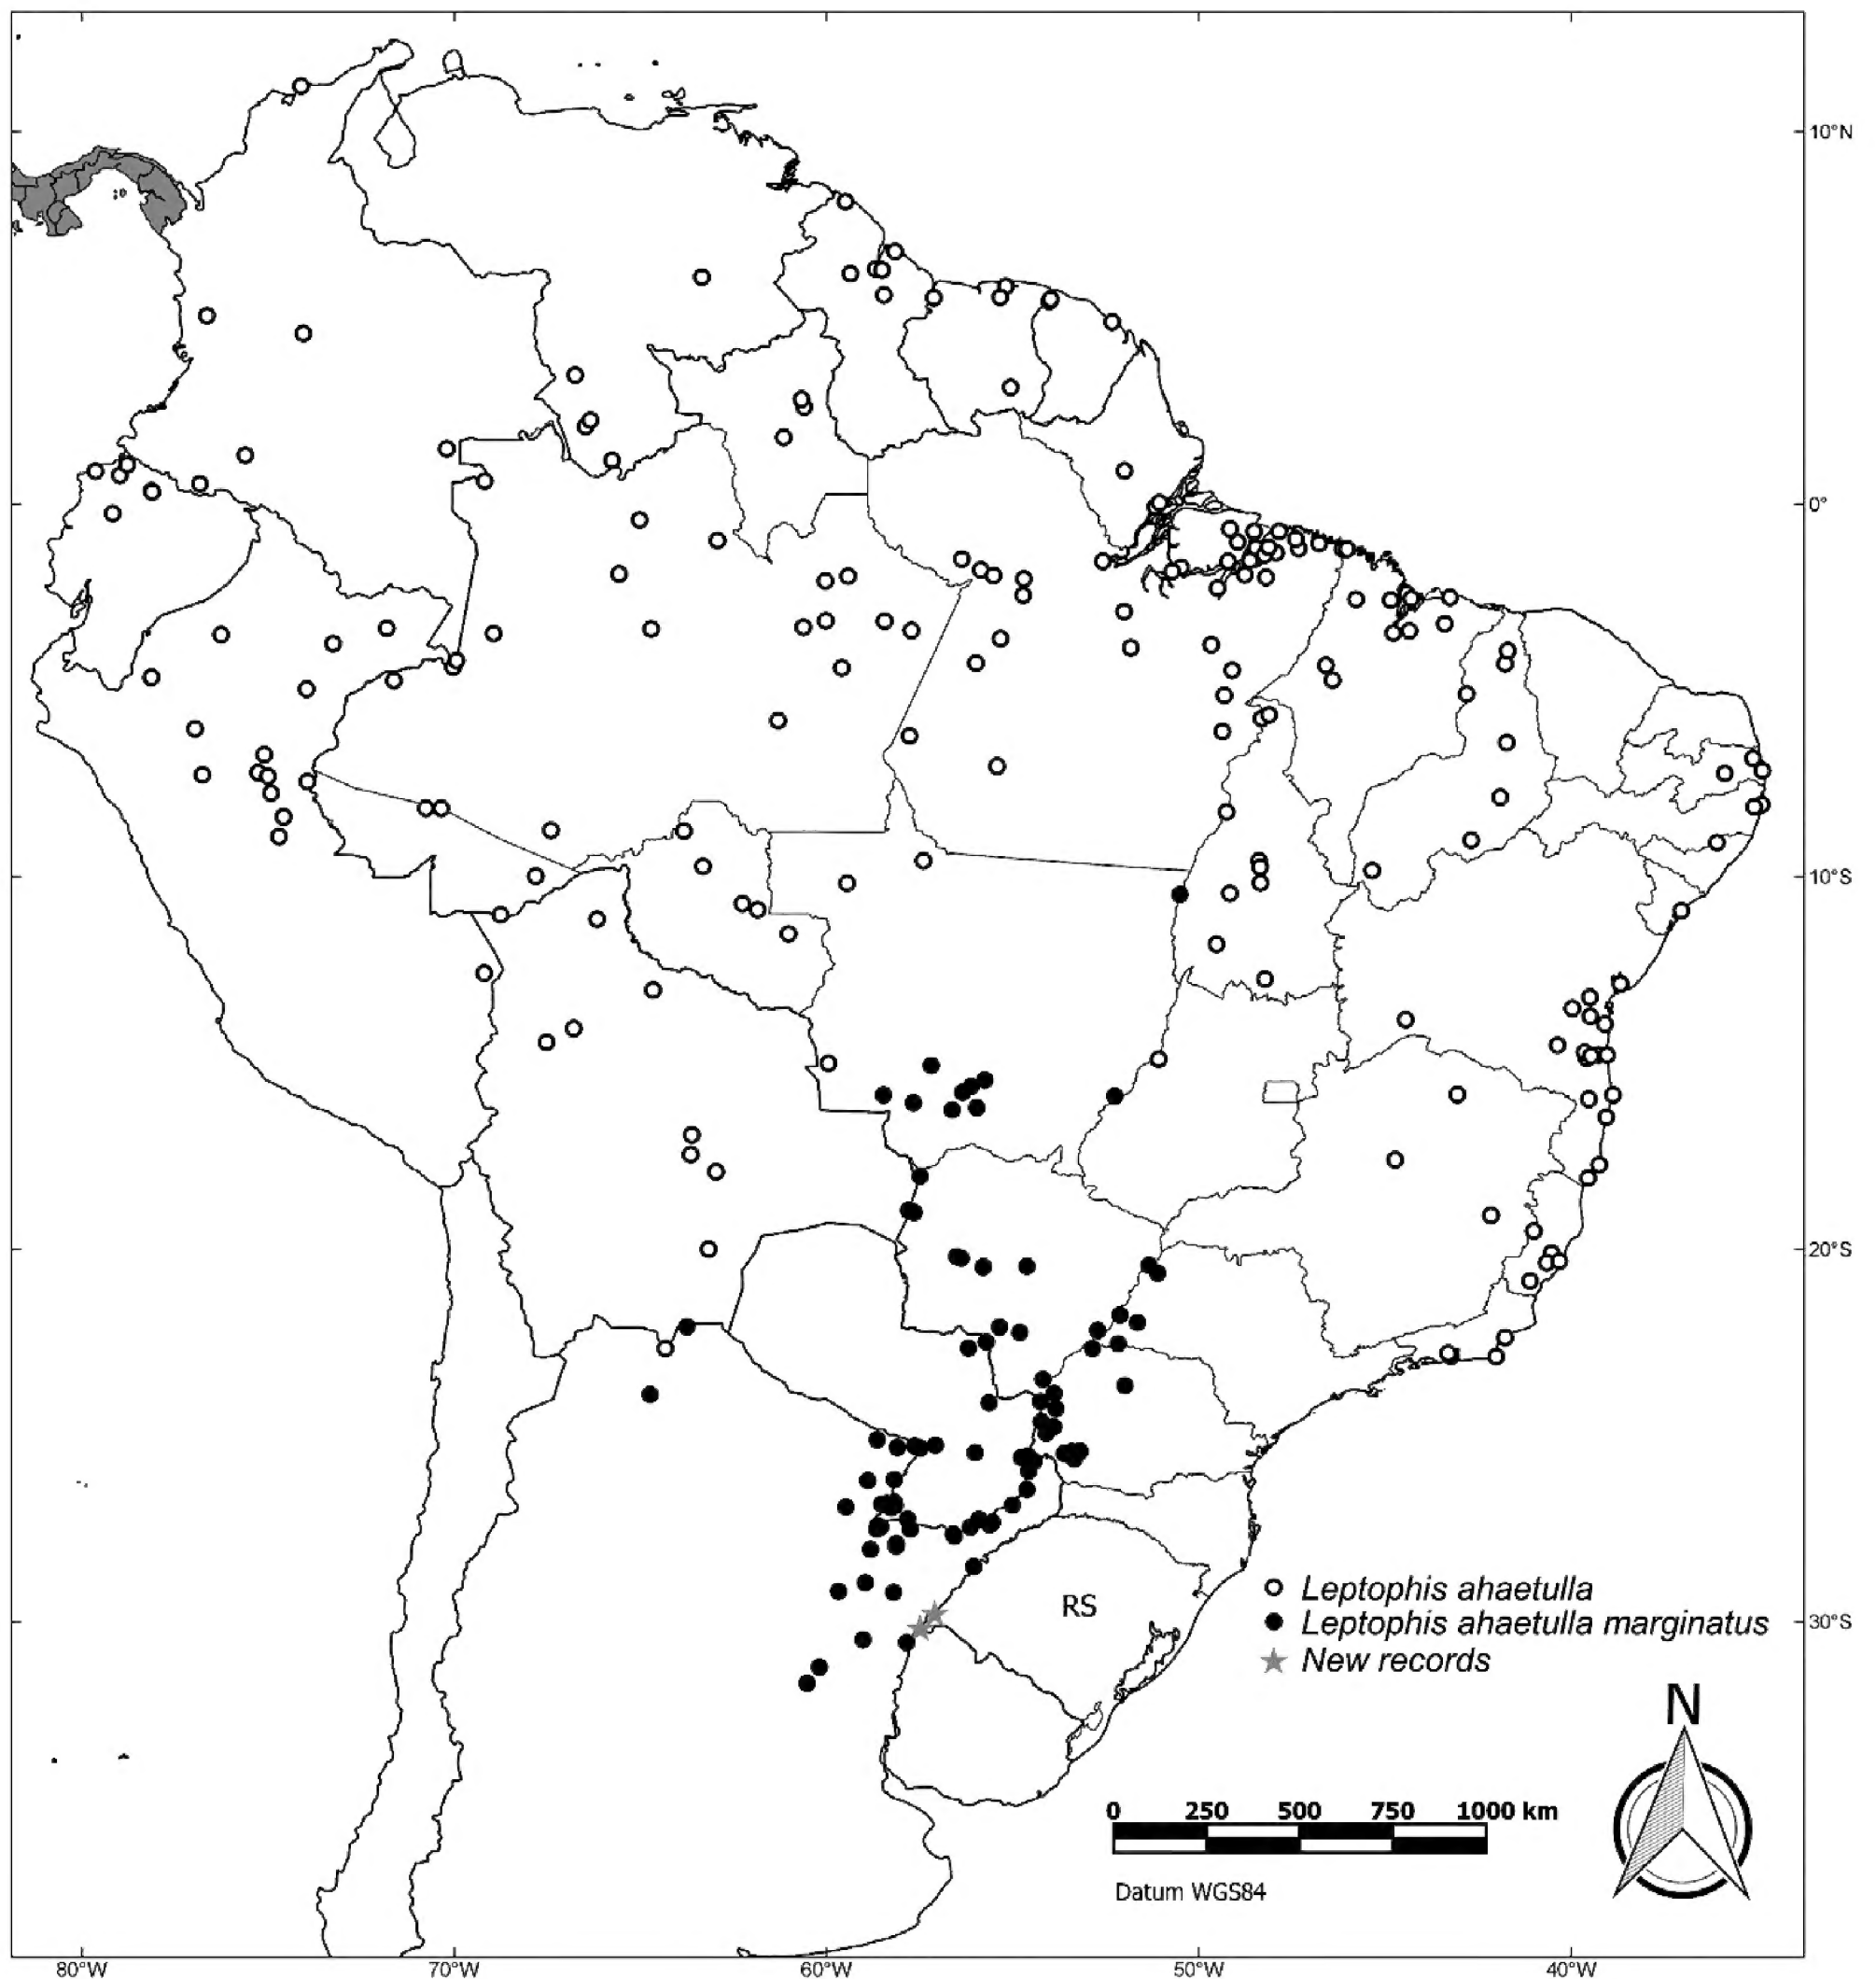 10°N
0°
10°S
20°S
Leptophis ahaetulla
RS
Leptophis ahaetulla marginatus
30°S
New records
N
0 250 500 750 1000 km
Datum WGS84
80°W 70°W 60°W 50°W 40°W